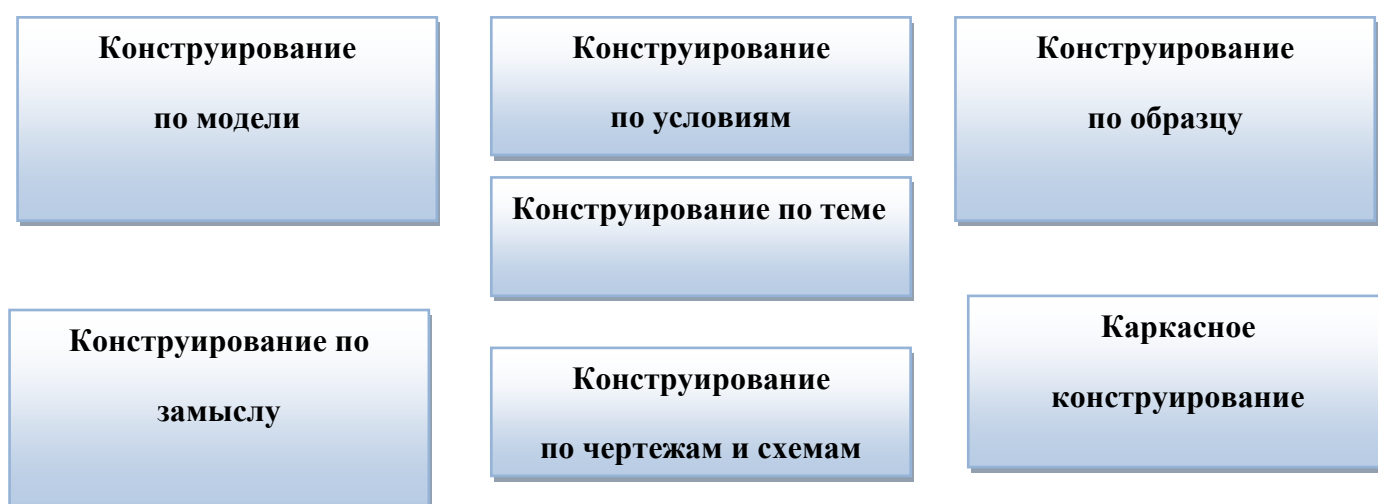 Конструирование
по модели
Конструирование
по условиям
Конструирование
по образцу
Конструирование по теме
Конструирование по
замыслу
Конструирование
по чертежам и схемам
Каркасное
конструирование